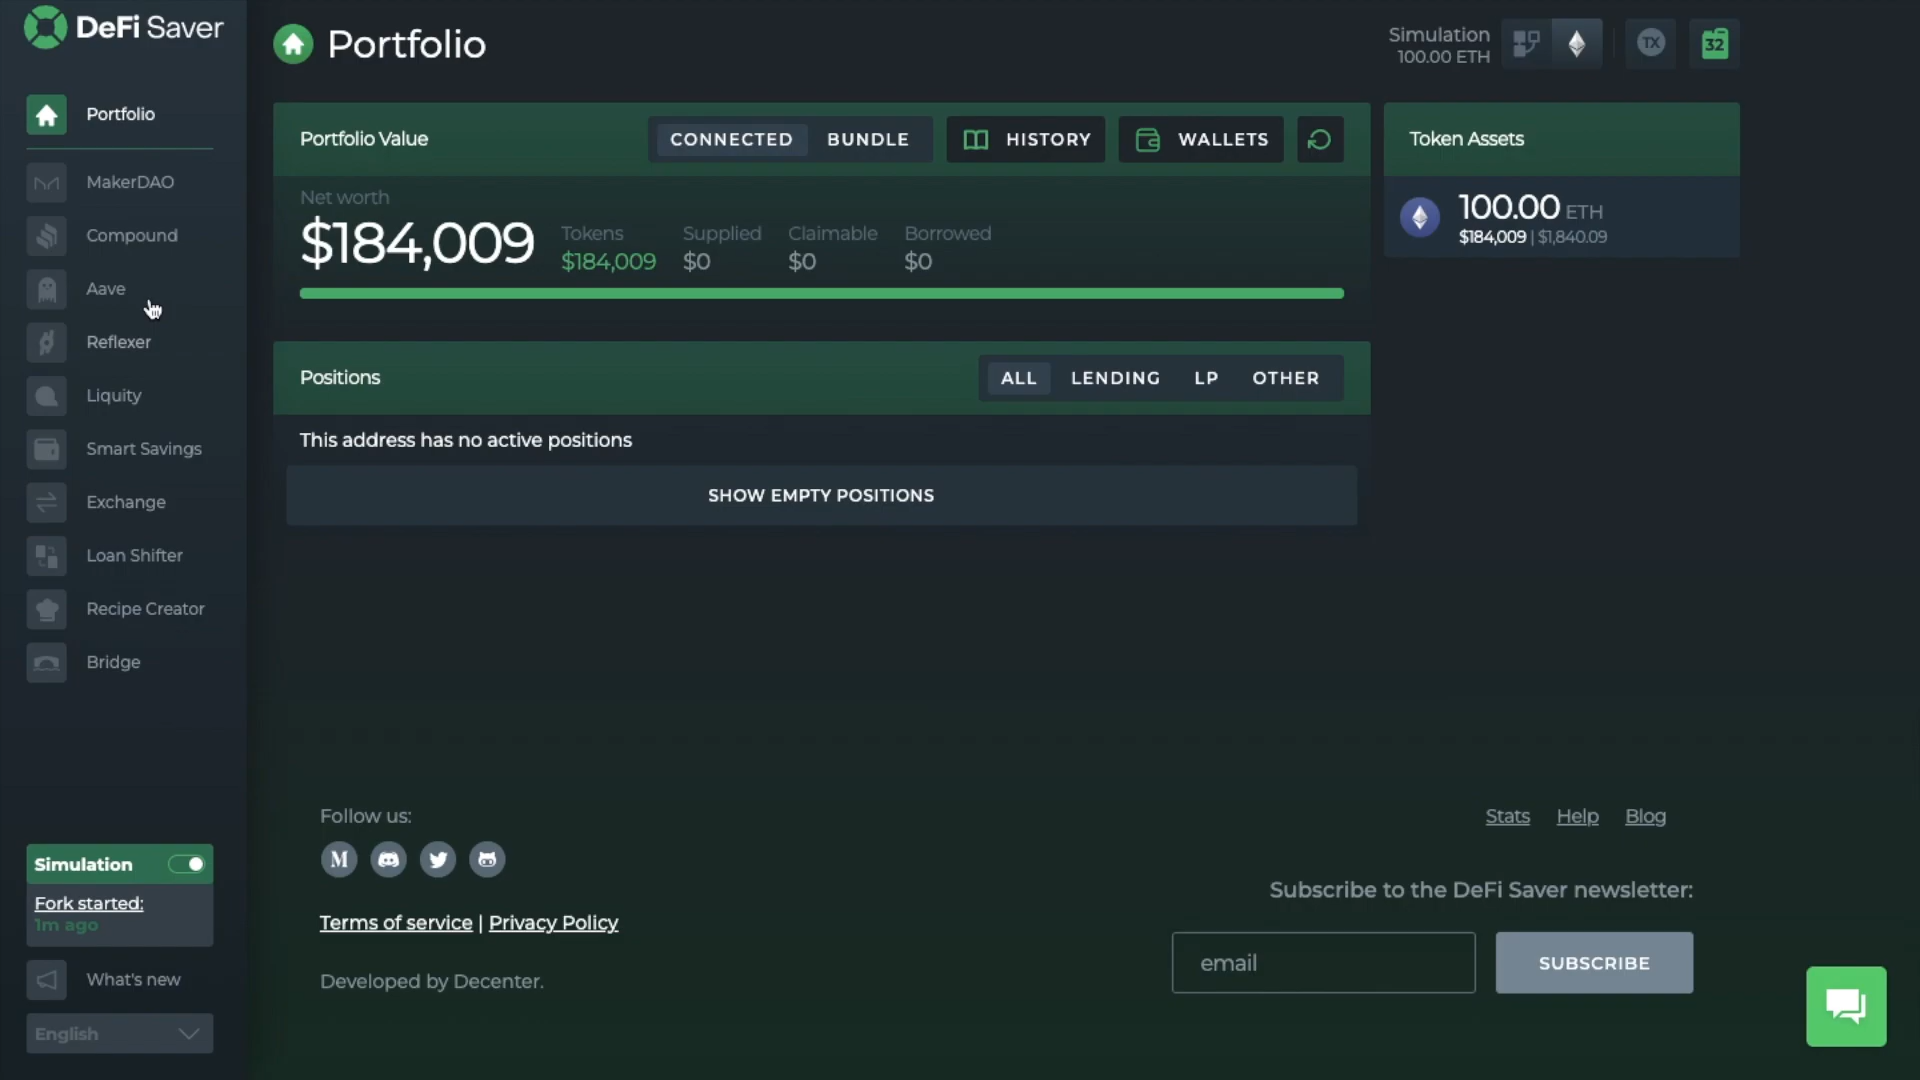 DeFi Saver
Portfolio
MakerDAO
Compound
Aave
Reflexer
Liquity
Smart Savings
Exchange
Loan Shifter
Recipe Creator
Bridge
Simulation
Fork started:
1m ago
What's new
English
Portfolio
Simulation
100.00 ETH
TX
32
Portfolio Value
CONNECTED
BUNDLE
HISTORY
WALLETS
Net worth
$184,009
Tokens
$184,009
Supplied
$0
Claimable
$0
Borrowed
$0
Token Assets
100.00 ETH
$184,009 | $1,840.09
Positions
ALL
LENDING
LP
OTHER
This address has no active positions
SHOW EMPTY POSITIONS
Follow us:
M
Terms of service | Privacy Policy
Developed by Decenter.
Stats
Help
Blog
Subscribe to the DeFi Saver newsletter:
email
SUBSCRIBE